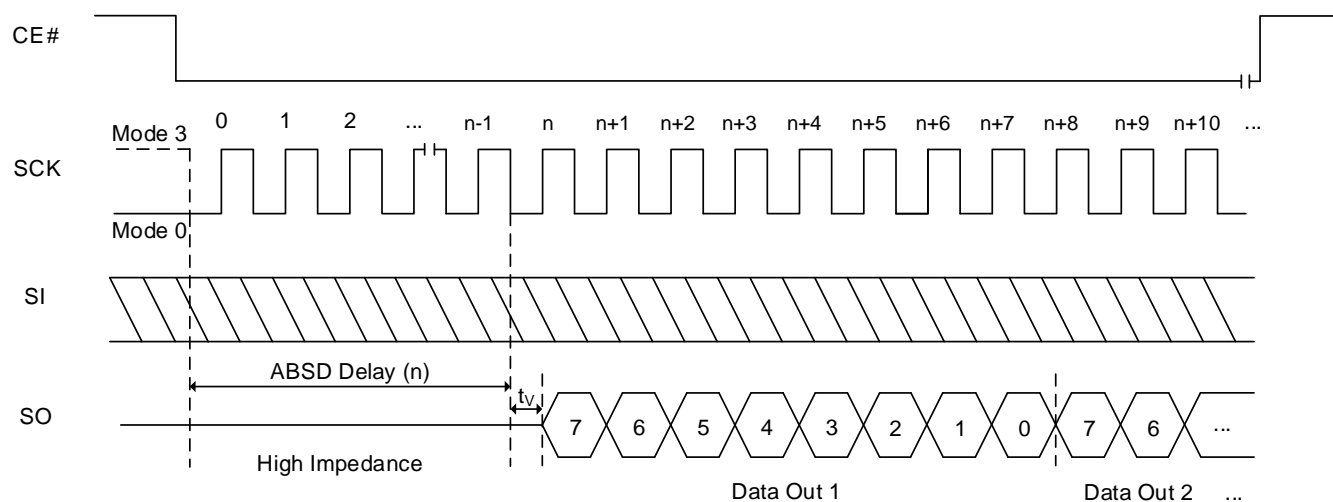 CE#
0 1 2 ... n-1 n n+1 n+2 n+3 n+4 n+5 n+6 n+7 n+8 n+9 n+10 ...
Mode 3
SCK
Mode 0
SI
ABSD Delay (n)
tV
SO
7 6 5 4 3 2 1 0 7 6 ...
High Impedance
Data Out 1 Data Out 2 ...